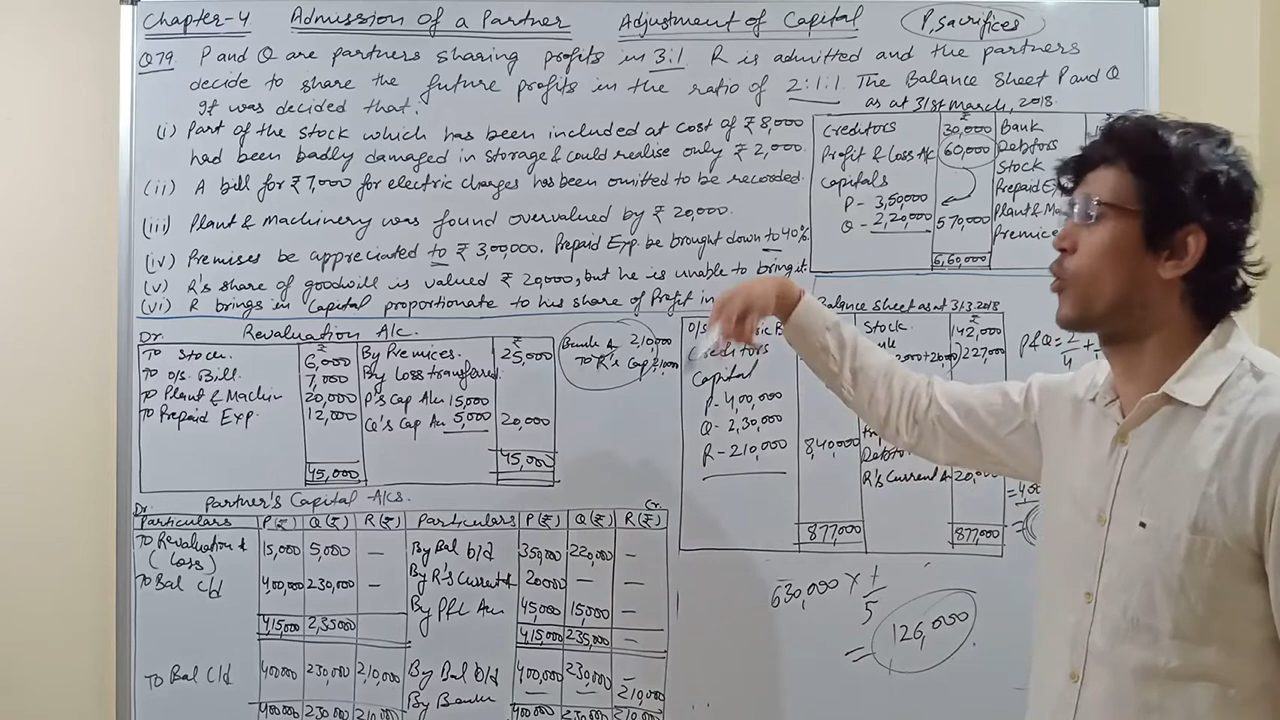 Chapter-4 Admission of a Partner Adjustment of Capital P, sacrifices
Q79. P and Q are partners sharing profits in 3:1. R is admitted and the partners
decide to share the future profits in the ratio of 2:1:1. The Balance Sheet P and Q
as at 31st March, 2018.
It was decided that:
(i) Part of the stock which has been included at cost of ₹ 8,000
had been badly damaged in storage & could realise only ₹ 2,000.
(ii) A bill for ₹ 7,000 for electric charges has been omitted to be recorded.
(iii) Plant & Machinery was found overvalued by ₹ 20,000.
(iv) Premises be appreciated to ₹ 3,00,000. Prepaid Exp. be brought down to 40%.
(v) R's share of goodwill is valued ₹ 20,000, but he is unable to bring it.
(vi) R brings in Capital proportionate to his share of Profit in
₹
Creditors 30,000 Bank
Profit & Loss A/c 60,000 Debtors
Capitals Stock
P - 3,50,000 Prepaid Ex
Q - 2,20,000 570,000 Plant & Ma
Premice
6,60,000
Dr. Revaluation A/c.
₹ ₹
To Stock. 6,000 By Premices. 25,000
To o/s. Bill. 7,000 By Loss transferred
To Plant & Machin 20,000 P's Cap A/c 15,000
To Prepaid Exp. 12,000 Q's Cap A/c 5,000 20,000
45,000 45,000
Bank A 2,10,000
To R's Cap
Balance Sheet as at 31.3.2018
₹
O/S Stock. 142,000
Creditors 227,000
Capital
P - 400,000
Q - 2,30,000
R - 210,000 8,40,000
Debto
R's Current A 20,00
877,000 877,000
P & Q = 2/4 +
Partner's Capital A/cs.
Dr. Cr.
Particulars P(₹) Q(₹) R(₹) Particulars P(₹) Q(₹) R(₹)
To Revaluation A 15,000 5,000 — By Bal b/d 350,000 220,000 —
(Loss) By R's Current A 20000 — —
To Bal c/d 400,000 230,000 — By P&L A/c 45,000 15,000 —
415,000 2,35000 415,000 235,000 —
To Bal c/d 400000 230,000 210,000 By Bal b/d 400,000 230,000 —
By Bank 210,000
400000 230000 210,0 400000 230000 210,000
630,000 × 1/5
= 126,000